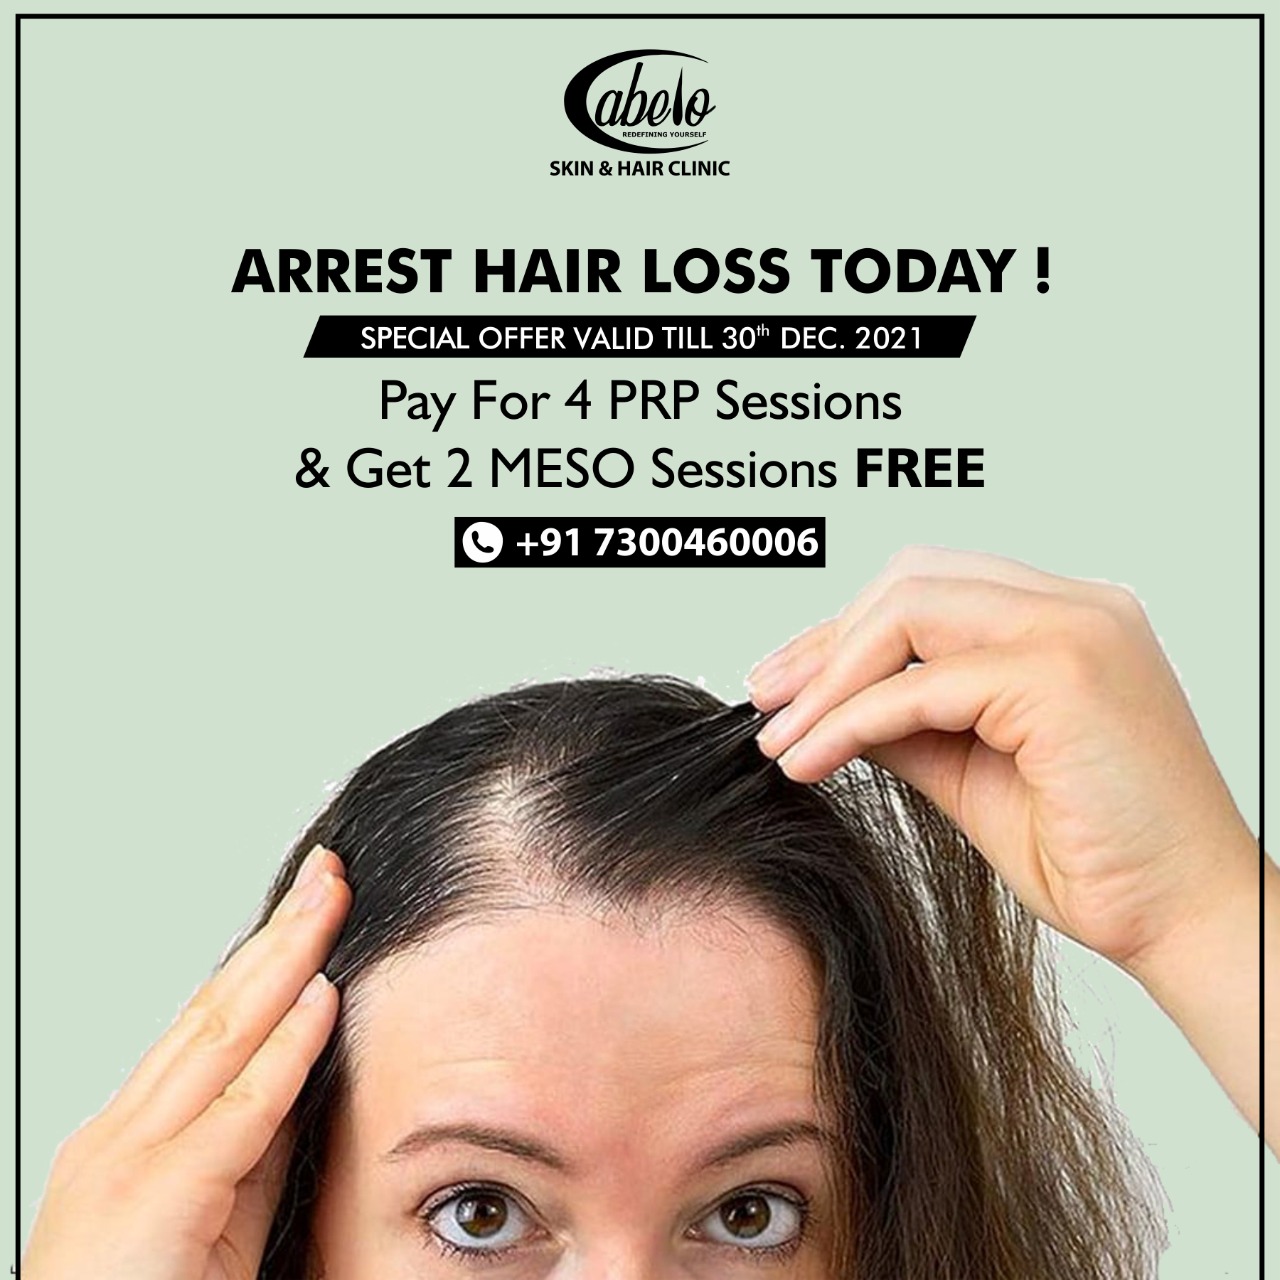 Cabelo
REDEFINING YOURSELF
SKIN & HAIR CLINIC
ARREST HAIR LOSS TODAY !
SPECIAL OFFER VALID TILL 30th DEC. 2021
Pay For 4 PRP Sessions
& Get 2 MESO Sessions FREE
+91 7300460006